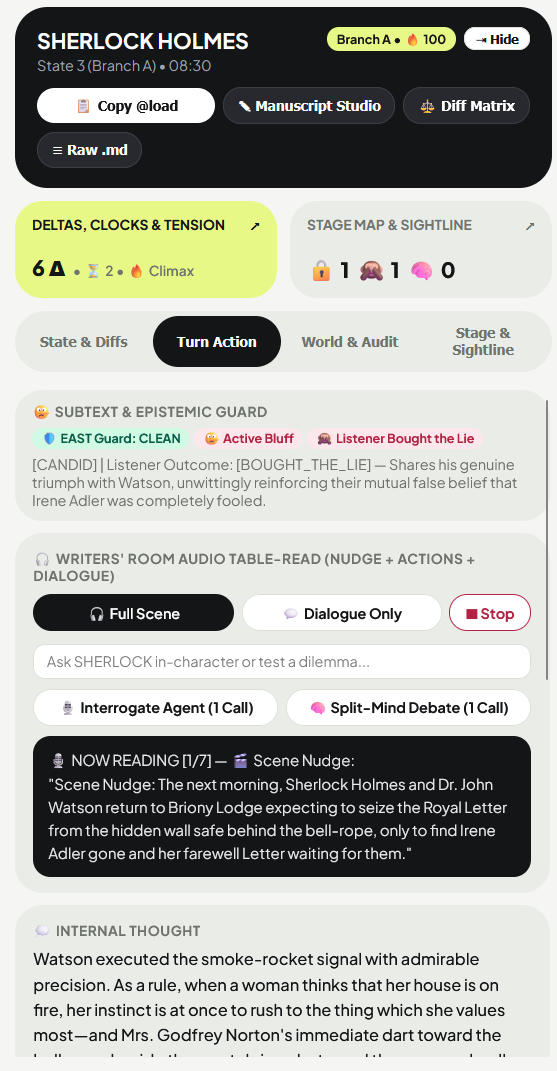 SHERLOCK HOLMES
Branch A • 🔥 100
⇥ Hide
State 3 (Branch A) • 08:30
📋 Copy @load
✎ Manuscript Studio
⚖️ Diff Matrix
≡ Raw .md
DELTAS, CLOCKS & TENSION ↗
6 Δ • ⏳ 2 • 🔥 Climax
STAGE MAP & SIGHTLINE ↗
🔒 1 🙈 1 🧠 0
State & Diffs
Turn Action
World & Audit
Stage &
Sightline
SUBTEXT & EPISTEMIC GUARD
EAST Guard: CLEAN
Active Bluff
Listener Bought the Lie
[CANDID] | Listener Outcome: [BOUGHT_THE_LIE] — Shares his genuine
triumph with Watson, unwittingly reinforcing their mutual false belief that
Irene Adler was completely fooled.
🎧 WRITERS' ROOM AUDIO TABLE-READ (NUDGE + ACTIONS +
DIALOGUE)
🎧 Full Scene
💬 Dialogue Only
■ Stop
Ask SHERLOCK in-character or test a dilemma...
🎙️ Interrogate Agent (1 Call)
🧠 Split-Mind Debate (1 Call)
🎙️ NOW READING [1/7] — 🎬 Scene Nudge:
"Scene Nudge: The next morning, Sherlock Holmes and Dr. John
Watson return to Briony Lodge expecting to seize the Royal Letter
from the hidden wall safe behind the bell-rope, only to find Irene
Adler gone and her farewell Letter waiting for them."
💭 INTERNAL THOUGHT
Watson executed the smoke-rocket signal with admirable
precision. As a rule, when a woman thinks that her house is on
fire, her instinct is at once to rush to the thing which she values
most—and Mrs. Godfrey Norton's immediate dart toward the